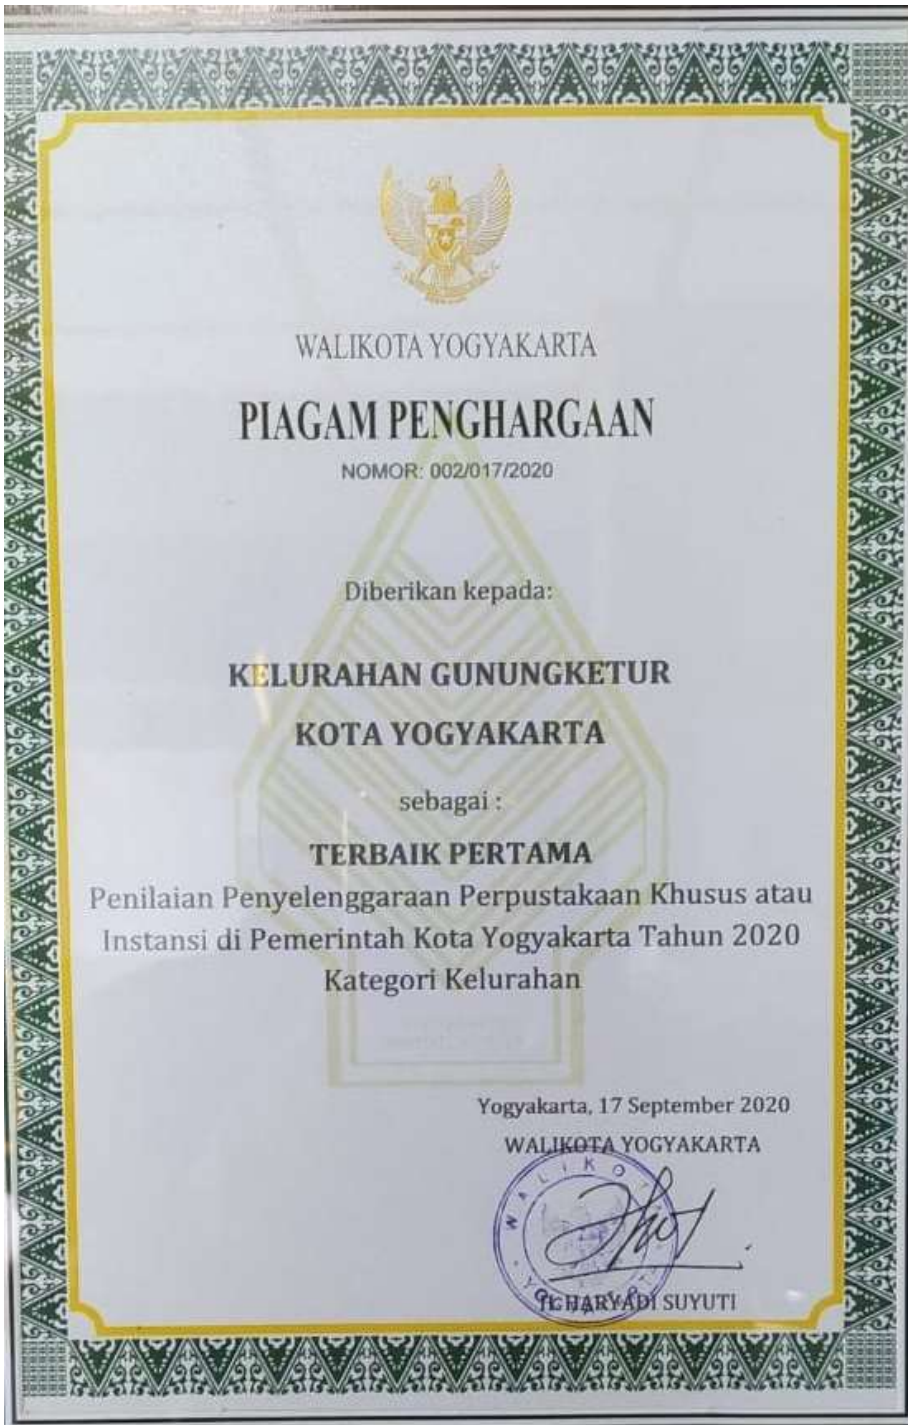 WALIKOTA YOGYAKARTA
PIAGAM PENGHARGAAN
NOMOR: 002/017/2020
Diberikan kepada:
KELURAHAN GUNUNGKETUR
KOTA YOGYAKARTA
sebagai :
TERBAIK PERTAMA
Penilaian Penyelenggaraan Perpustakaan Khusus atau
Instansi di Pemerintah Kota Yogyakarta Tahun 2020
Kategori Kelurahan
Yogyakarta, 17 September 2020
WALIKOTA YOGYAKARTA
HARYADI SUYUTI